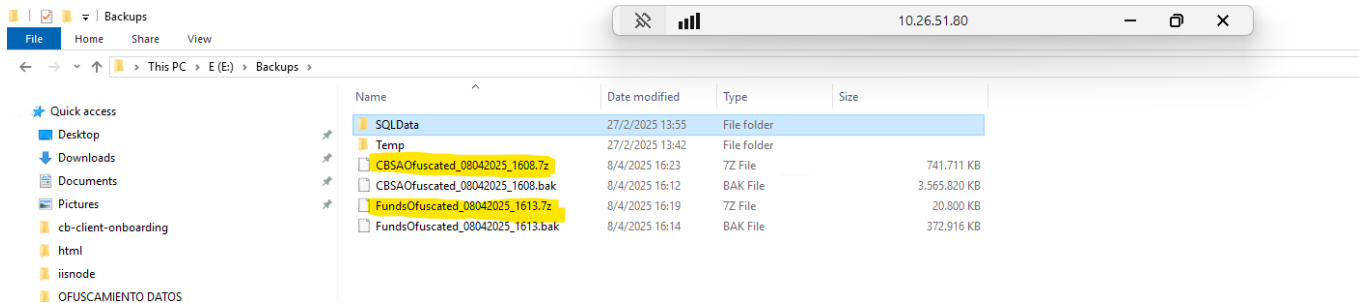 Backups
10.26.51.80
File Home Share View
This PC > E (E:) > Backups >
Name Date modified Type Size
Quick access
Desktop
Downloads
Documents
Pictures
cb-client-onboarding
html
iisnode
OFUSCAMIENTO DATOS
SQLData 27/2/2025 13:55 File folder
Temp 27/2/2025 13:42 File folder
CBSAOfuscated_08042025_1608.7z 8/4/2025 16:23 7Z File 741.711 KB
CBSAOfuscated_08042025_1608.bak 8/4/2025 16:12 BAK File 3.565.820 KB
FundsOfuscated_08042025_1613.7z 8/4/2025 16:19 7Z File 20.800 KB
FundsOfuscated_08042025_1613.bak 8/4/2025 16:14 BAK File 372.916 KB